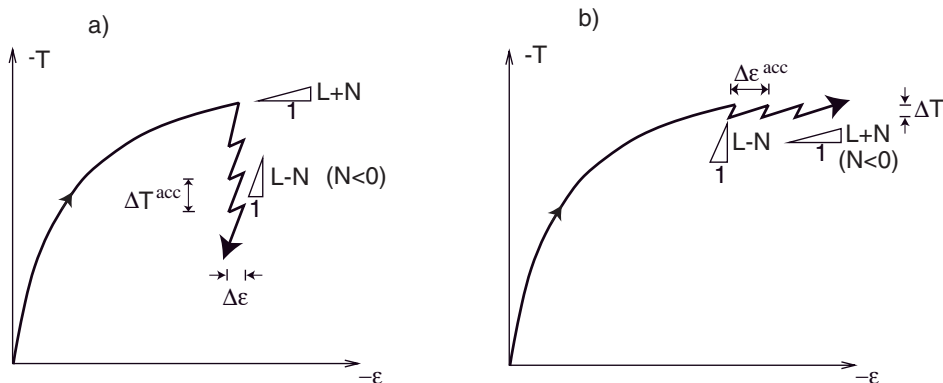 a)
-T
L+N
1
L-N (N<0)
1
ΔT acc
Δε
-ε
b)
-T
Δε acc
ΔT
L-N
1
L+N
(N<0)
1
-ε